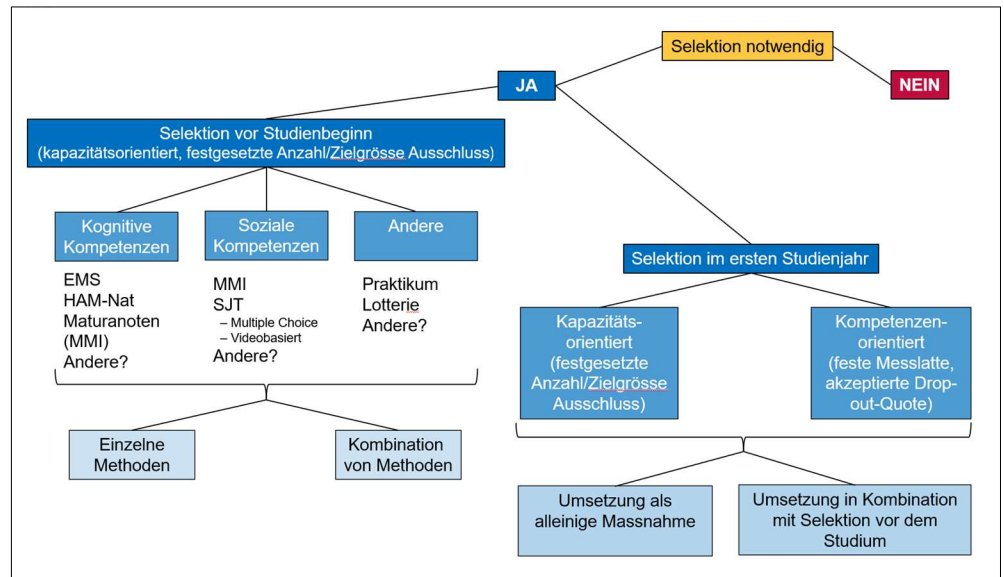 Selektion notwendig
JA
NEIN
Selektion vor Studienbeginn
(kapazitätsorientiert, festgesetzte Anzahl/Zielgrösse Ausschluss)
Kognitive
Kompetenzen
EMS
HAM-Nat
Maturanoten
(MMI)
Andere?
Soziale
Kompetenzen
MMI
SJT
– Multiple Choice
– Videobasiert
Andere?
Andere
Praktikum
Lotterie
Andere?
Einzelne
Methoden
Kombination
von Methoden
Selektion im ersten Studienjahr
Kapazitäts-
orientiert
(festgesetzte
Anzahl/Zielgrösse
Ausschluss)
Kompetenzen-
orientiert
(feste Messlatte,
akzeptierte Drop-
out-Quote)
Umsetzung als
alleinige Massnahme
Umsetzung in Kombination
mit Selektion vor dem
Studium